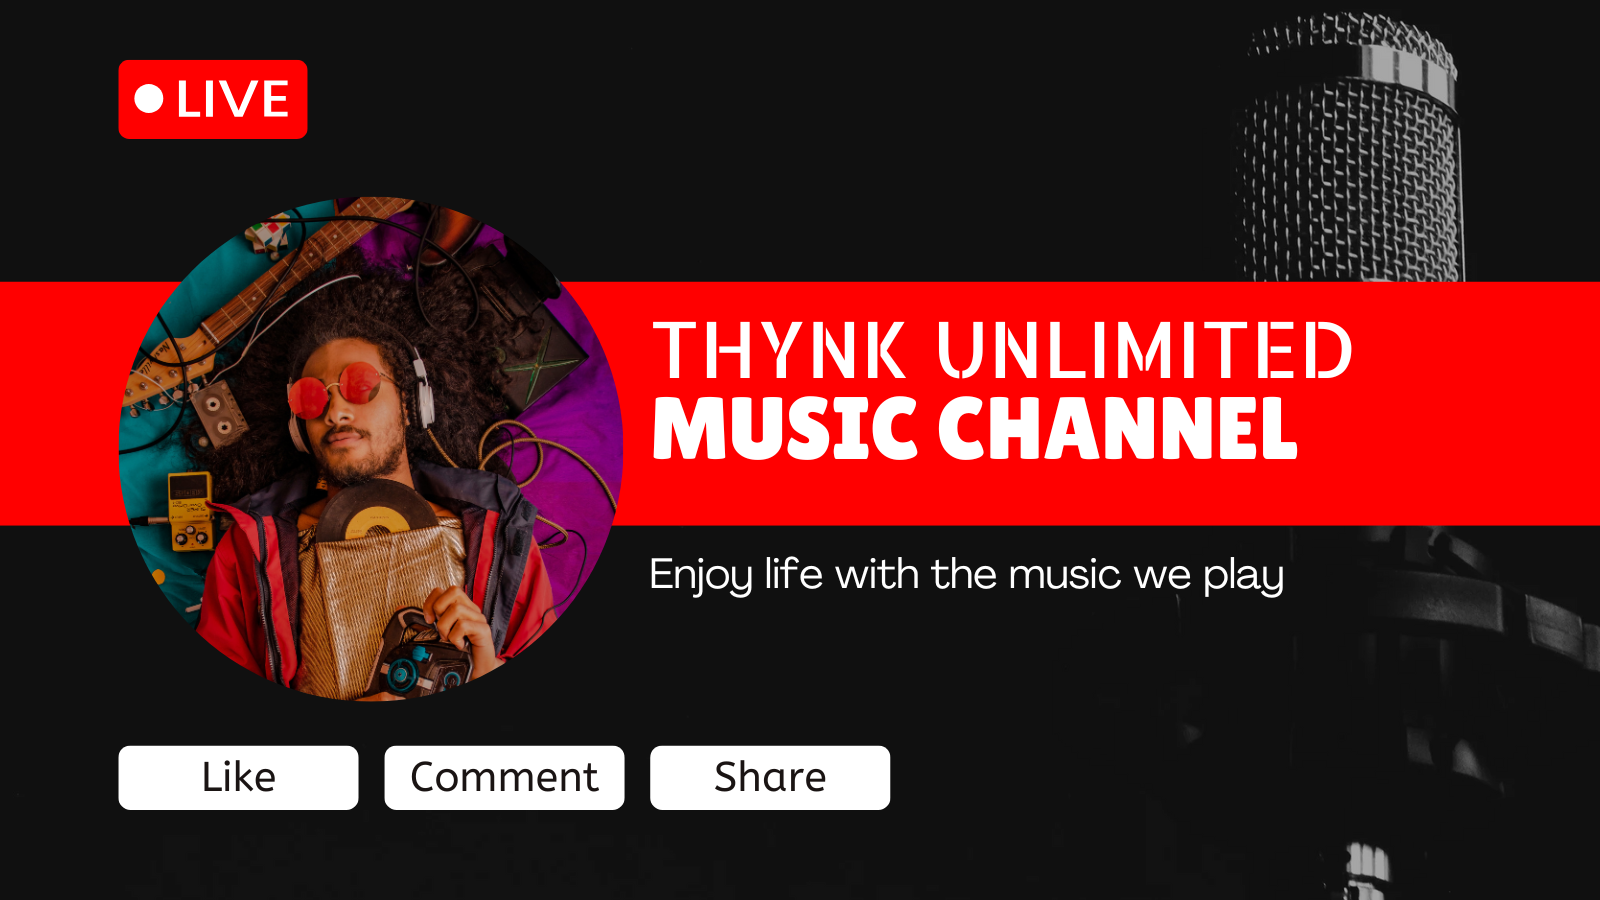 LIVE
THYNK UNLIMITED
MUSIC CHANNEL
Enjoy life with the music we play
Like
Comment
Share